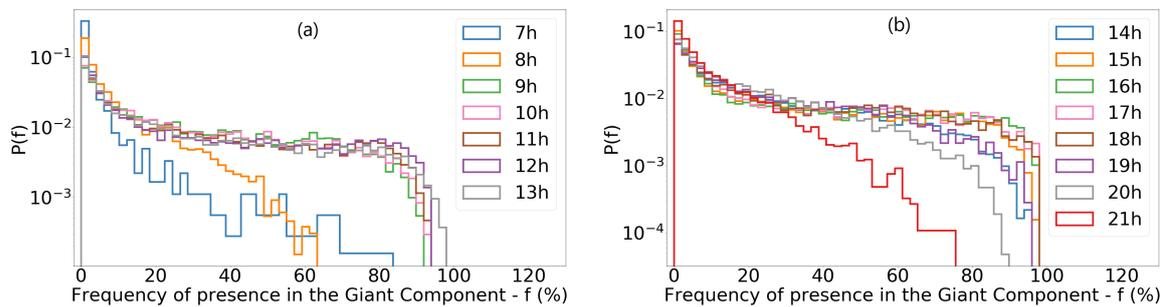 (a)
7h
8h
9h
10h
11h
12h
13h
P(f)
10⁻¹
10⁻²
10⁻³
0 20 40 60 80 100 120
Frequency of presence in the Giant Component - f (%)
(b)
14h
15h
16h
17h
18h
19h
20h
21h
P(f)
10⁻¹
10⁻²
10⁻³
10⁻⁴
0 20 40 60 80 100 120
Frequency of presence in the Giant Component - f (%)